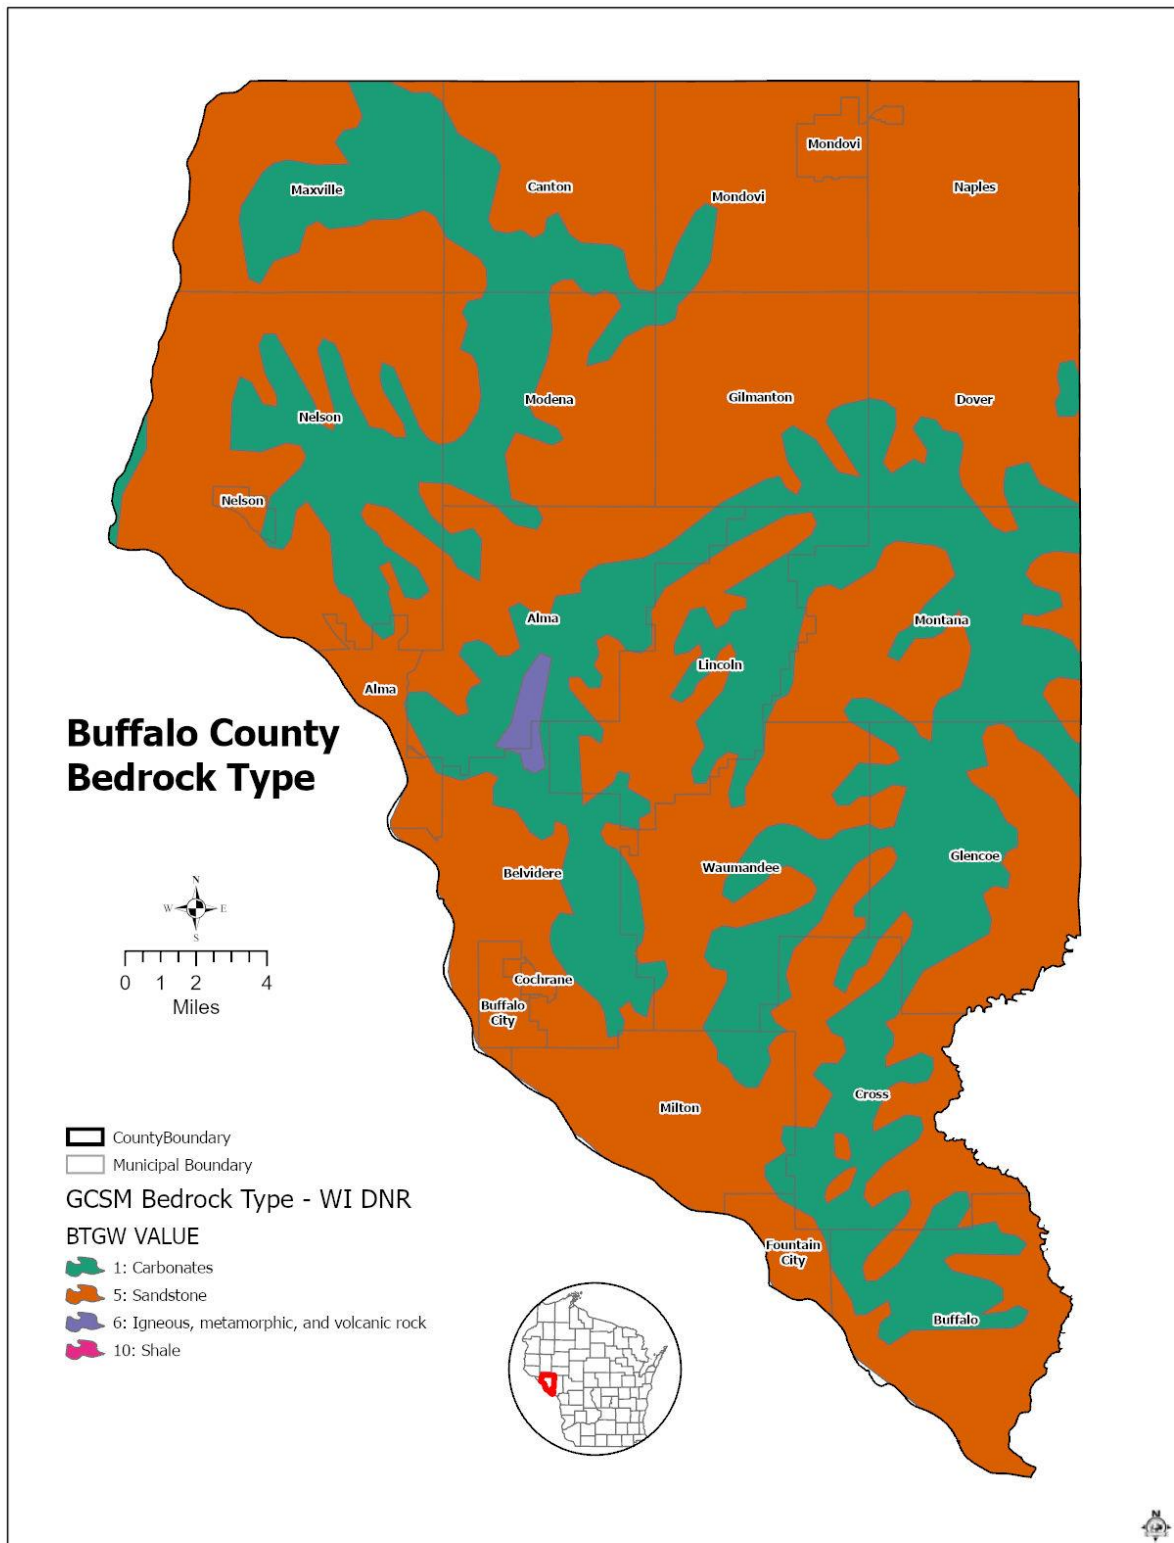 Mondovi
Maxville
Canton
Mondovi
Naples
Nelson
Modena
Gilmanton
Dover
Nelson
Alma
Montana
Lincoln
Alma
Buffalo County
Bedrock Type
Belvidere
Waumandee
Glencoe
N
W E
S
0 1 2 4
Miles
Cochrane
Buffalo
City
Cross
Milton
CountyBoundary
Municipal Boundary
GCSM Bedrock Type - WI DNR
BTGW VALUE
1: Carbonates
5: Sandstone
6: Igneous, metamorphic, and volcanic rock
10: Shale
Fountain
City
Buffalo
N